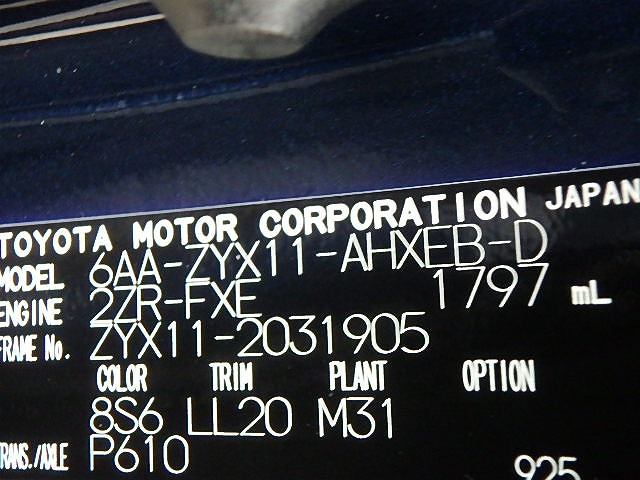 TOYOTA MOTOR CORPORATION JAPAN
MODEL 6AA-ZYX11-AHXEB-D
ENGINE 2ZR-FXE 1797 mL
FRAME No. ZYX11-2031905
COLOR TRIM PLANT OPTION
8S6 LL20 M31
TRANS./AXLE P610
925